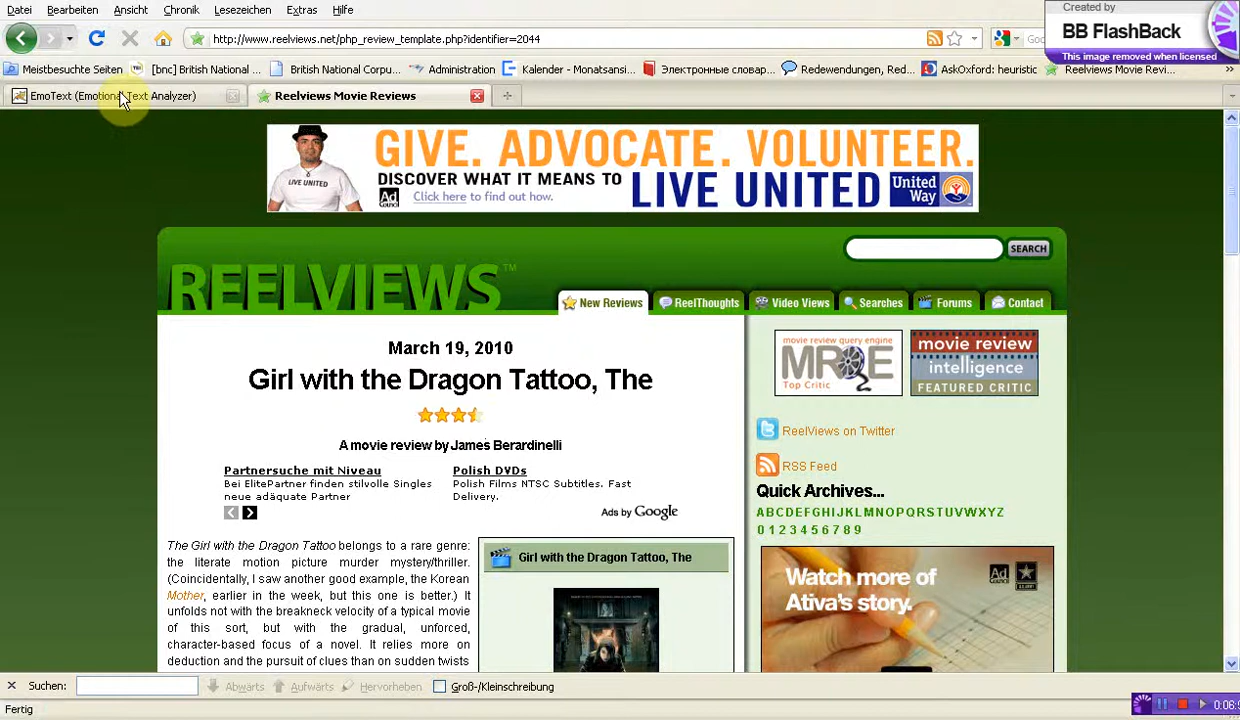 Datei Bearbeiten Ansicht Chronik Lesezeichen Extras Hilfe
Created by
BB FlashBack
This image removed when licensed
http://www.reelviews.net/php_review_template.php?identifier=2044
Goo
Meistbesuchte Seiten [bnc] British National ... British National Corpu... Administration Kalender - Monatsansi... Электронные словар... Redewendungen, Red... AskOxford: heuristic Reelviews Movie Revi... »
EmoText (Emotional Text Analyzer) Reelviews Movie Reviews
GIVE. ADVOCATE. VOLUNTEER.
DISCOVER WHAT IT MEANS TO LIVE UNITED
LIVE UNITED
Ad Council Click here to find out how.
United Way
SEARCH
REELVIEWS™
New Reviews ReelThoughts Video Views Searches Forums Contact
March 19, 2010
Girl with the Dragon Tattoo, The
A movie review by James Berardinelli
Partnersuche mit Niveau
Bei ElitePartner finden stilvolle Singles
neue adäquate Partner
Polish DVDs
Polish Films NTSC Subtitles. Fast
Delivery.
Ads by Google
The Girl with the Dragon Tattoo belongs to a rare genre:
the literate motion picture murder mystery/thriller.
(Coincidentally, I saw another good example, the Korean
Mother, earlier in the week, but this one is better.) It
unfolds not with the breakneck velocity of a typical movie
of this sort, but with the gradual, unforced,
character-based focus of a novel. It relies more on
deduction and the pursuit of clues than on sudden twists
Girl with the Dragon Tattoo, The
movie review query engine
MRQE
Top Critic
movie review
intelligence
FEATURED CRITIC
ReelViews on Twitter
RSS Feed
Quick Archives...
A B C D E F G H I J K L M N O P Q R S T U V W X Y Z
0 1 2 3 4 5 6 7 8 9
Watch more of
Ativa's story.
Ad Council
Suchen: Abwärts Aufwärts Hervorheben Groß-/Kleinschreibung
Fertig
0:06: